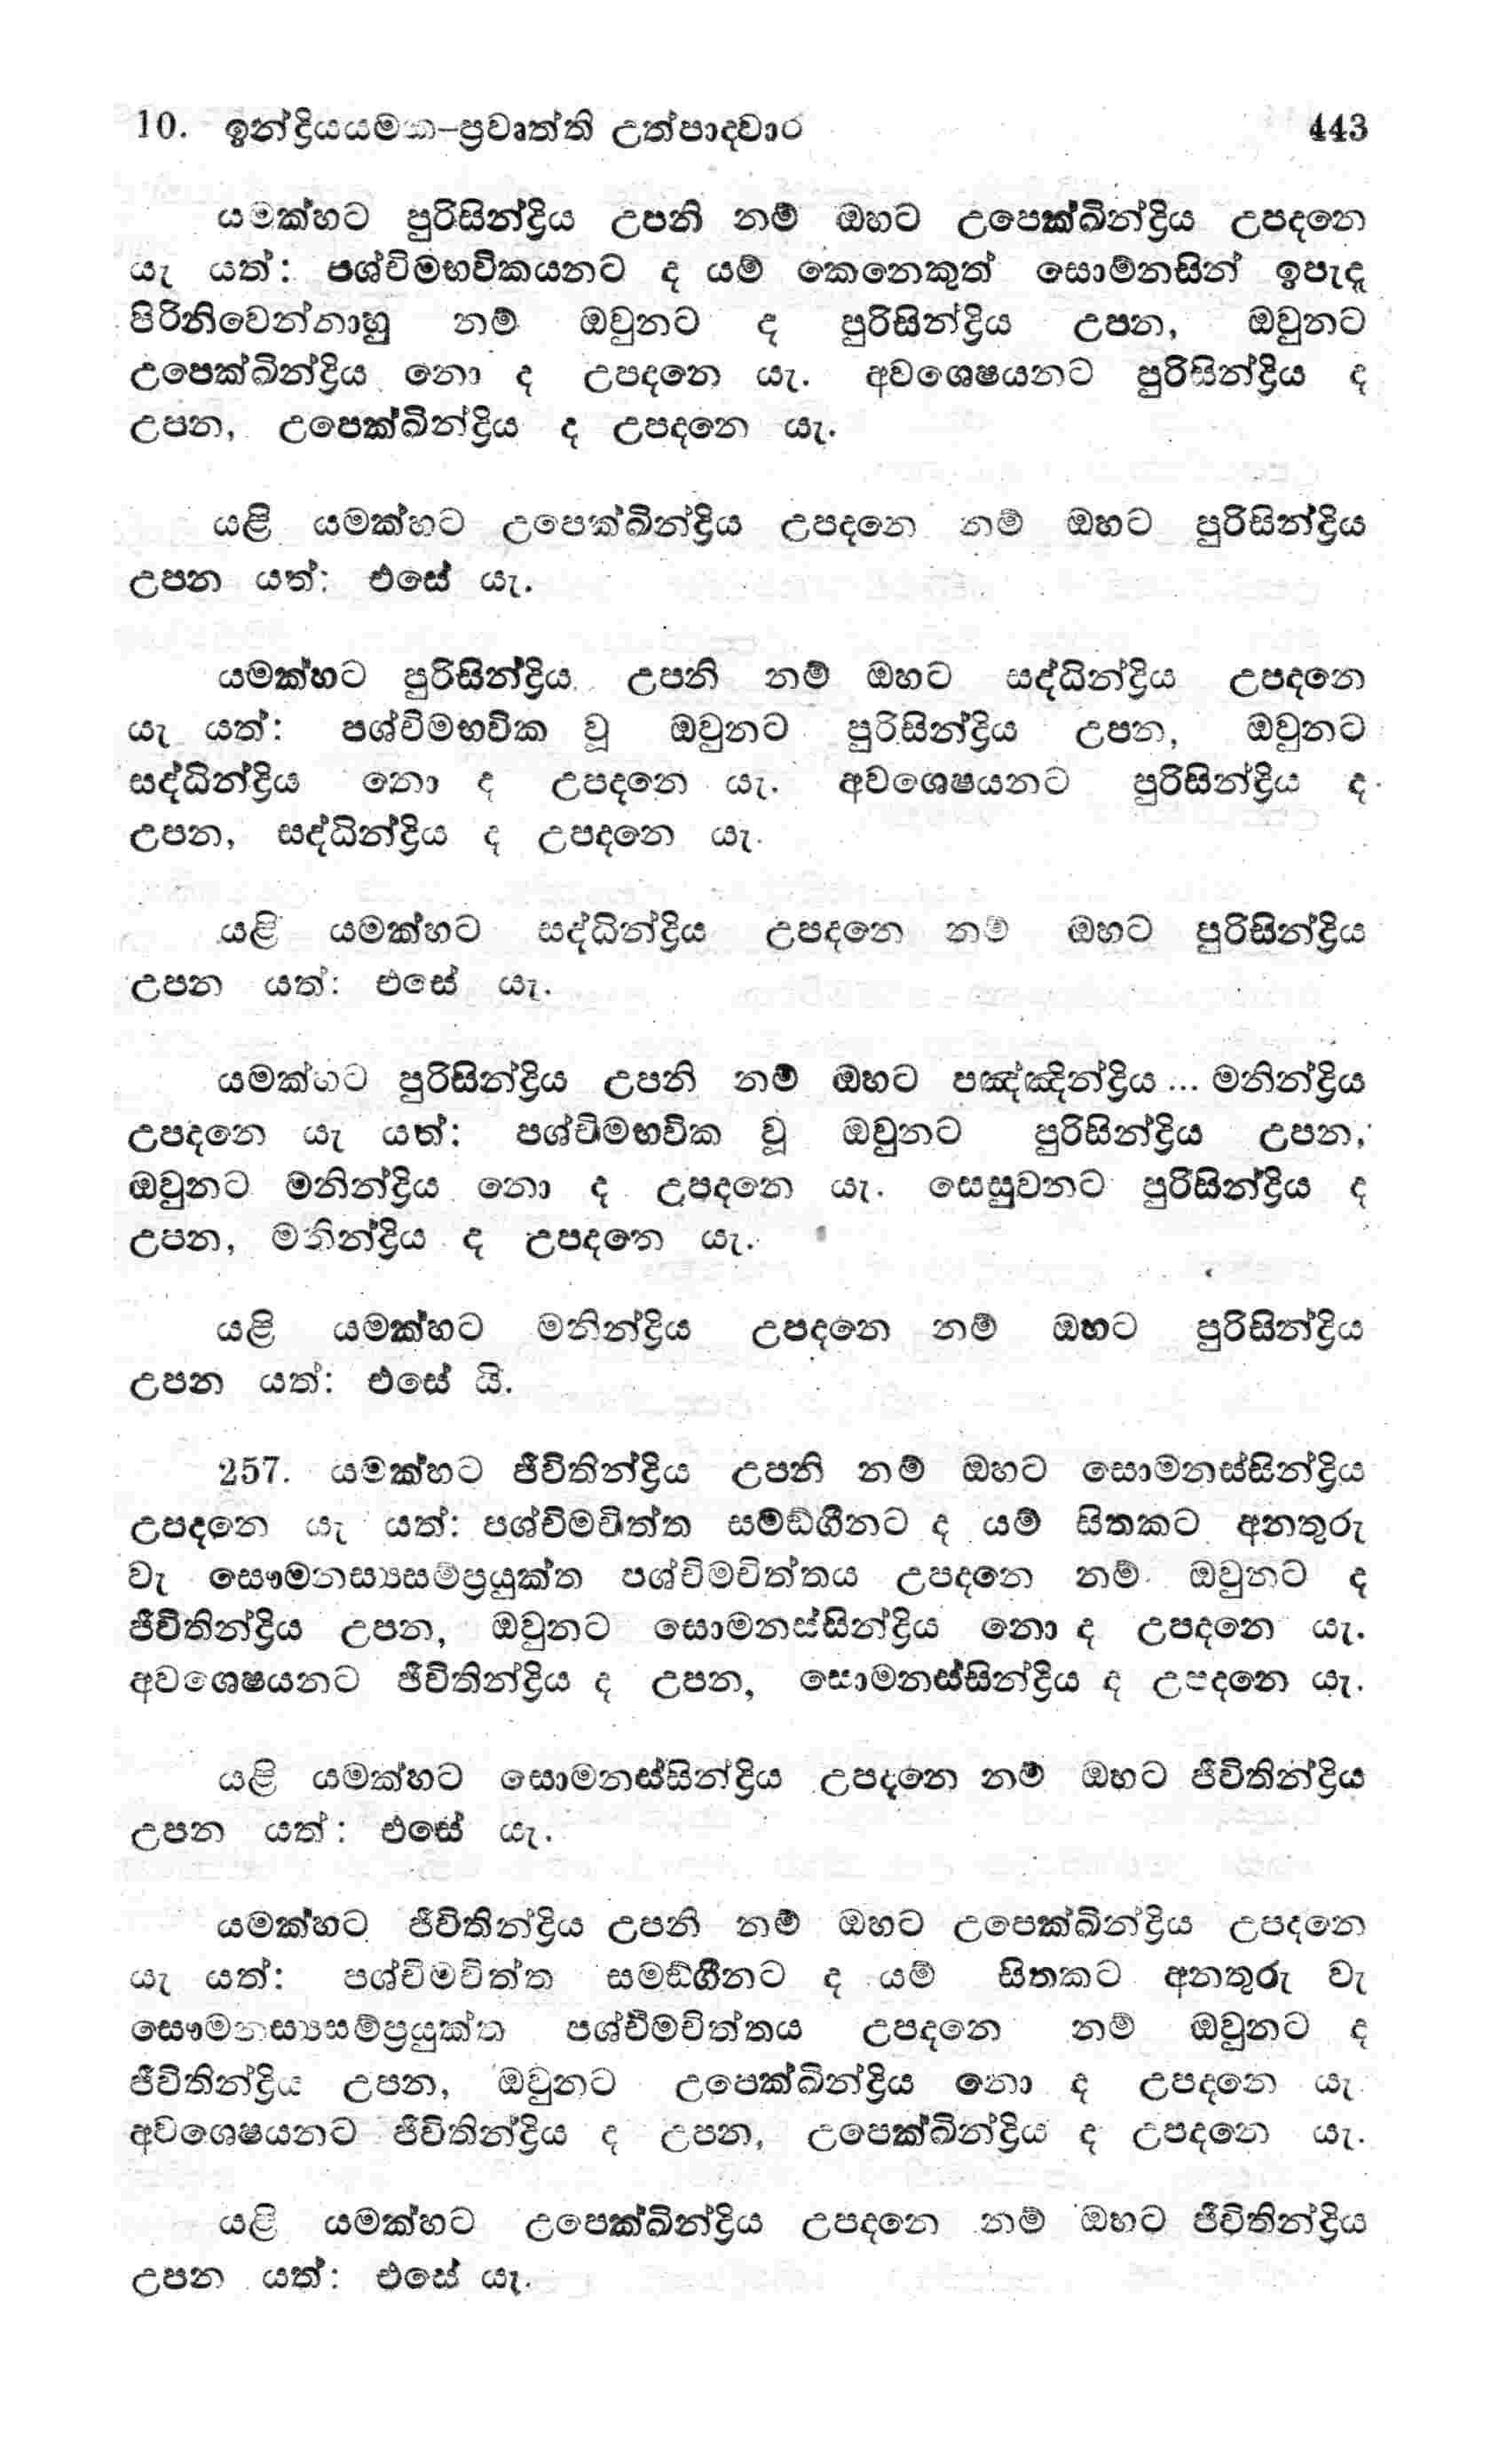 10. ඉන්ද්‍රියයමක-ප්‍රවෘත්ති උත්පාදවාර 443
යමක්හට පුරිසින්ද්‍රිය උපනි නම් ඔහට උපෙක්ඛින්ද්‍රිය උපදනෙ
යැ යත්: පශ්චිමභවිකයනට ද යම් කෙනෙකුත් සොම්නසින් ඉපැද
පිරිනිවෙන්නාහු නම් ඔවුනට ද පුරිසින්ද්‍රිය උපන, ඔවුනට
උපෙක්ඛින්ද්‍රිය නො ද උපදනෙ යැ. අවශෙෂයනට පුරිසින්ද්‍රිය ද
උපන, උපෙක්ඛින්ද්‍රිය ද උපදනෙ යැ.
යළි යමක්හට උපෙක්ඛින්ද්‍රිය උපදනෙ නම් ඔහට පුරිසින්ද්‍රිය
උපන යත්: එසේ යැ.
යමක්හට පුරිසින්ද්‍රිය උපනි නම් ඔහට සද්ධින්ද්‍රිය උපදනෙ
යැ යත්: පශ්චිමභවික වූ ඔවුනට පුරිසින්ද්‍රිය උපන, ඔවුනට
සද්ධින්ද්‍රිය නො ද උපදනෙ යැ. අවශෙෂයනට පුරිසින්ද්‍රිය ද
උපන, සද්ධින්ද්‍රිය ද උපදනෙ යැ.
යළි යමක්හට සද්ධින්ද්‍රිය උපදනෙ නම් ඔහට පුරිසින්ද්‍රිය
උපන යත්: එසේ යැ.
යමක්හට පුරිසින්ද්‍රිය උපනි නම් ඔහට පඤ්ඤින්ද්‍රිය ... මනින්ද්‍රිය
උපදනෙ යැ යත්: පශ්චිමභවික වූ ඔවුනට පුරිසින්ද්‍රිය උපන,
ඔවුනට මනින්ද්‍රිය නො ද උපදනෙ යැ. සෙසුවනට පුරිසින්ද්‍රිය ද
උපන, මනින්ද්‍රිය ද උපදනෙ යැ.
යළි යමක්හට මනින්ද්‍රිය උපදනෙ නම් ඔහට පුරිසින්ද්‍රිය
උපන යත්: එසේ යි.
257. යමක්හට ජීවිතින්ද්‍රිය උපනි නම් ඔහට සොමනස්සින්ද්‍රිය
උපදනෙ යැ යත්: පශ්චිමචිත්ත සමඞ්ගීනට ද යම් සිතකට අනතුරු
වැ සෞමනස්‍යසම්ප්‍රයුක්ත පශ්චිමචිත්තය උපදනෙ නම් ඔවුනට ද
ජීවිතින්ද්‍රිය උපන, ඔවුනට සොමනස්සින්ද්‍රිය නො ද උපදනෙ යැ.
අවශෙෂයනට ජීවිතින්ද්‍රිය ද උපන, සොමනස්සින්ද්‍රිය ද උපදනෙ යැ.
යළි යමක්හට සොමනස්සින්ද්‍රිය උපදනෙ නම් ඔහට ජීවිතින්ද්‍රිය
උපන යත්: එසේ යැ.
යමක්හට ජීවිතින්ද්‍රිය උපනි නම් ඔහට උපෙක්ඛින්ද්‍රිය උපදනෙ
යැ යත්: පශ්චිමචිත්ත සමඞ්ගීනට ද යම් සිතකට අනතුරු වැ
සෞමනස්‍යසම්ප්‍රයුක්ත පශ්චිමචිත්තය උපදනෙ නම් ඔවුනට ද
ජීවිතින්ද්‍රිය උපන, ඔවුනට උපෙක්ඛින්ද්‍රිය නො ද උපදනෙ යැ
අවශෙෂයනට ජීවිතින්ද්‍රිය ද උපන, උපෙක්ඛින්ද්‍රිය ද උපදනෙ යැ.
යළි යමක්හට උපෙක්ඛින්ද්‍රිය උපදනෙ නම් ඔහට ජීවිතින්ද්‍රිය
උපන යත්: එසේ යැ.